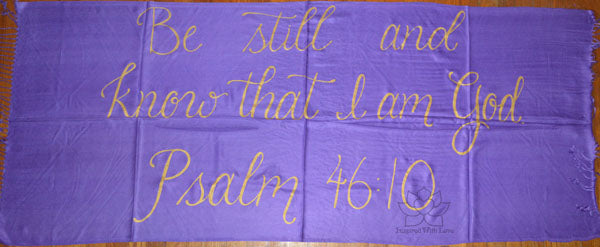 Be still and
Know that I am God.
Psalm 46:10
Inspired With Love